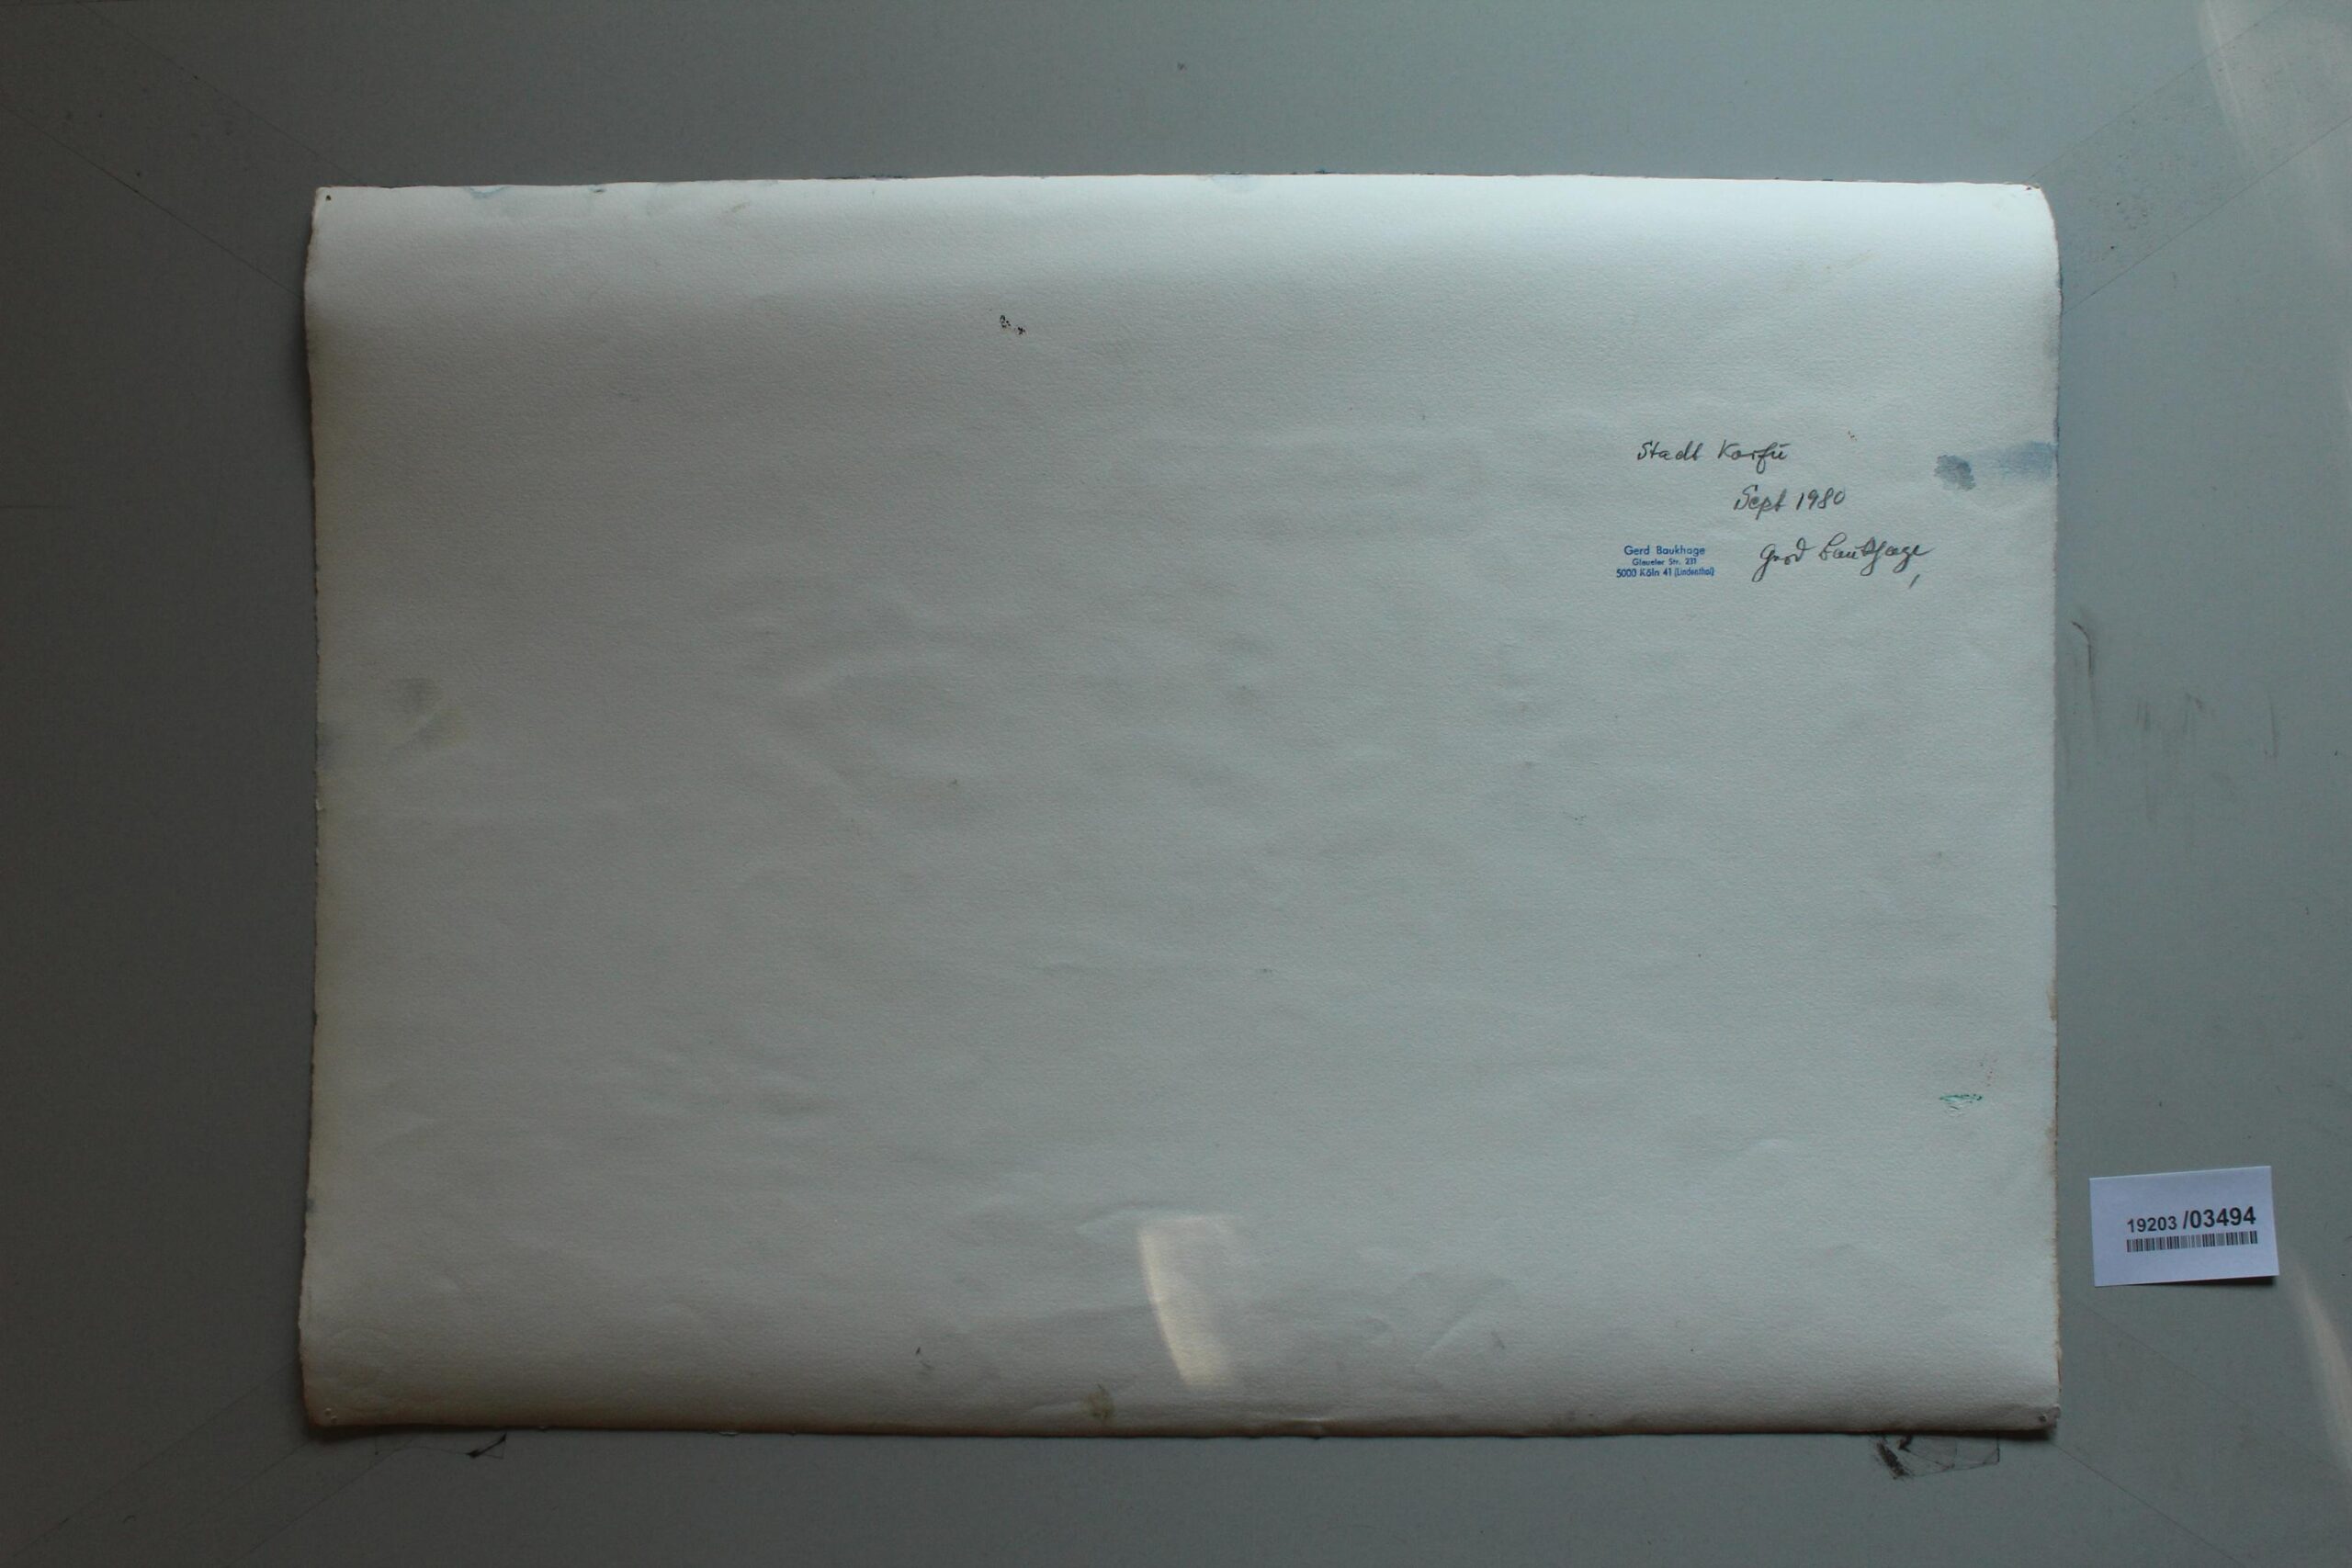 Stadt Korfu
Sept 1980
Gerd Baukhage
Gerd Baukhage
Gleueler Str. 231
5000 Köln 41 (Lindenthal)
19203 /03494